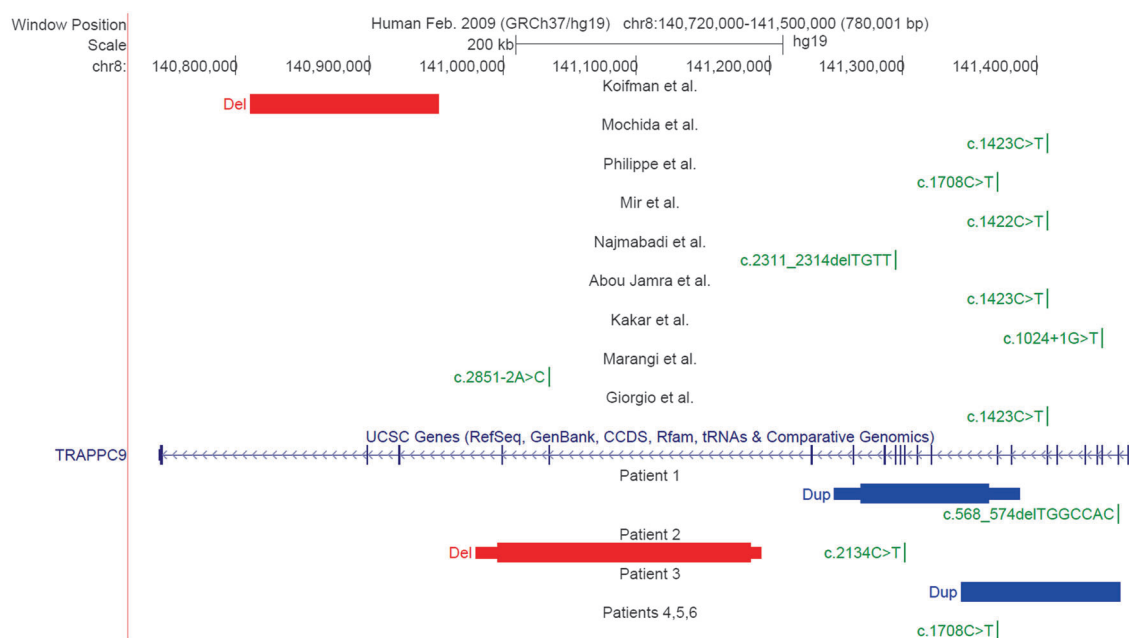 Window Position Human Feb. 2009 (GRCh37/hg19) chr8:140,720,000-141,500,000 (780,001 bp)
Scale 200 kb hg19
chr8: 140,800,000 140,900,000 141,000,000 141,100,000 141,200,000 141,300,000 141,400,000
Koifman et al.
Del
Mochida et al.
c.1423C>T
Philippe et al.
c.1708C>T
Mir et al.
c.1422C>T
Najmabadi et al.
c.2311_2314delTGTT
Abou Jamra et al.
c.1423C>T
Kakar et al.
c.1024+1G>T
Marangi et al.
c.2851-2A>C
Giorgio et al.
c.1423C>T
UCSC Genes (RefSeq, GenBank, CCDS, Rfam, tRNAs & Comparative Genomics)
TRAPPC9
Patient 1
Dup
c.568_574delTGGCCAC
Patient 2
Del c.2134C>T
Patient 3
Dup
Patients 4,5,6
c.1708C>T